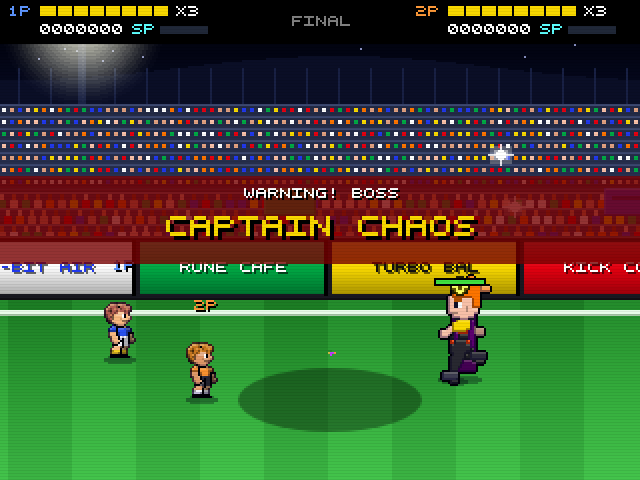 1P X3
0000000 SP
FINAL
2P X3
0000000 SP
WARNING! BOSS
CAPTAIN CHAOS
-BIT AIR 1P
RUNE CAFE
TURBO BAL
KICK CO
2P